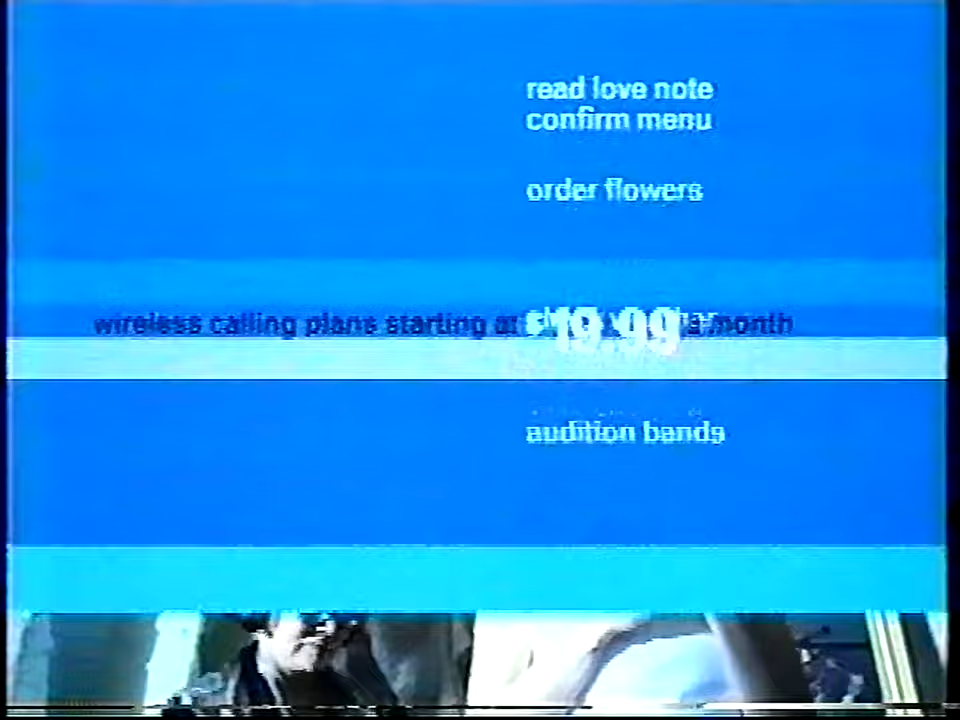 read love note
confirm menu
order flowers
wireless calling plans starting at $19.99 a month
audition bands